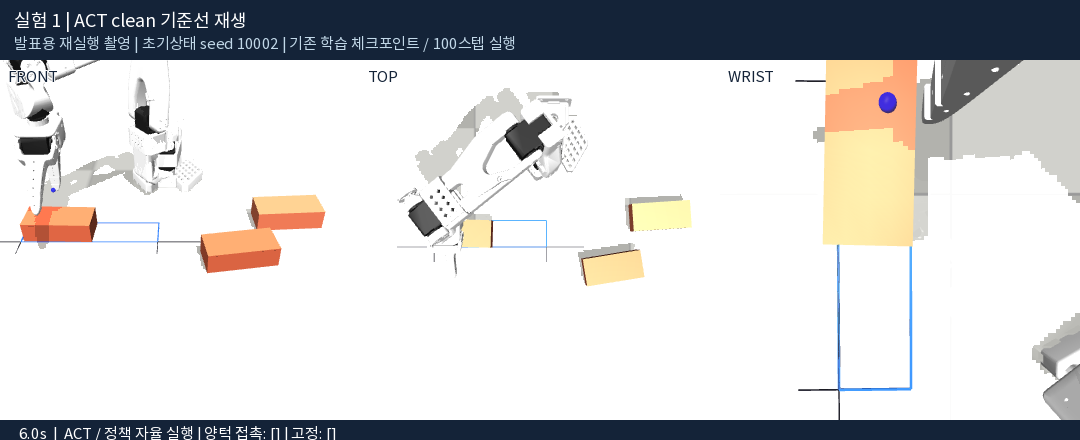 실험 1 | ACT clean 기준선 재생
발표용 재실행 촬영 | 초기상태 seed 10002 | 기존 학습 체크포인트 / 100스텝 실행
FRONT
TOP
WRIST
6.0s | ACT / 정책 자율 실행 | 양턱 접촉: [] | 고정: []